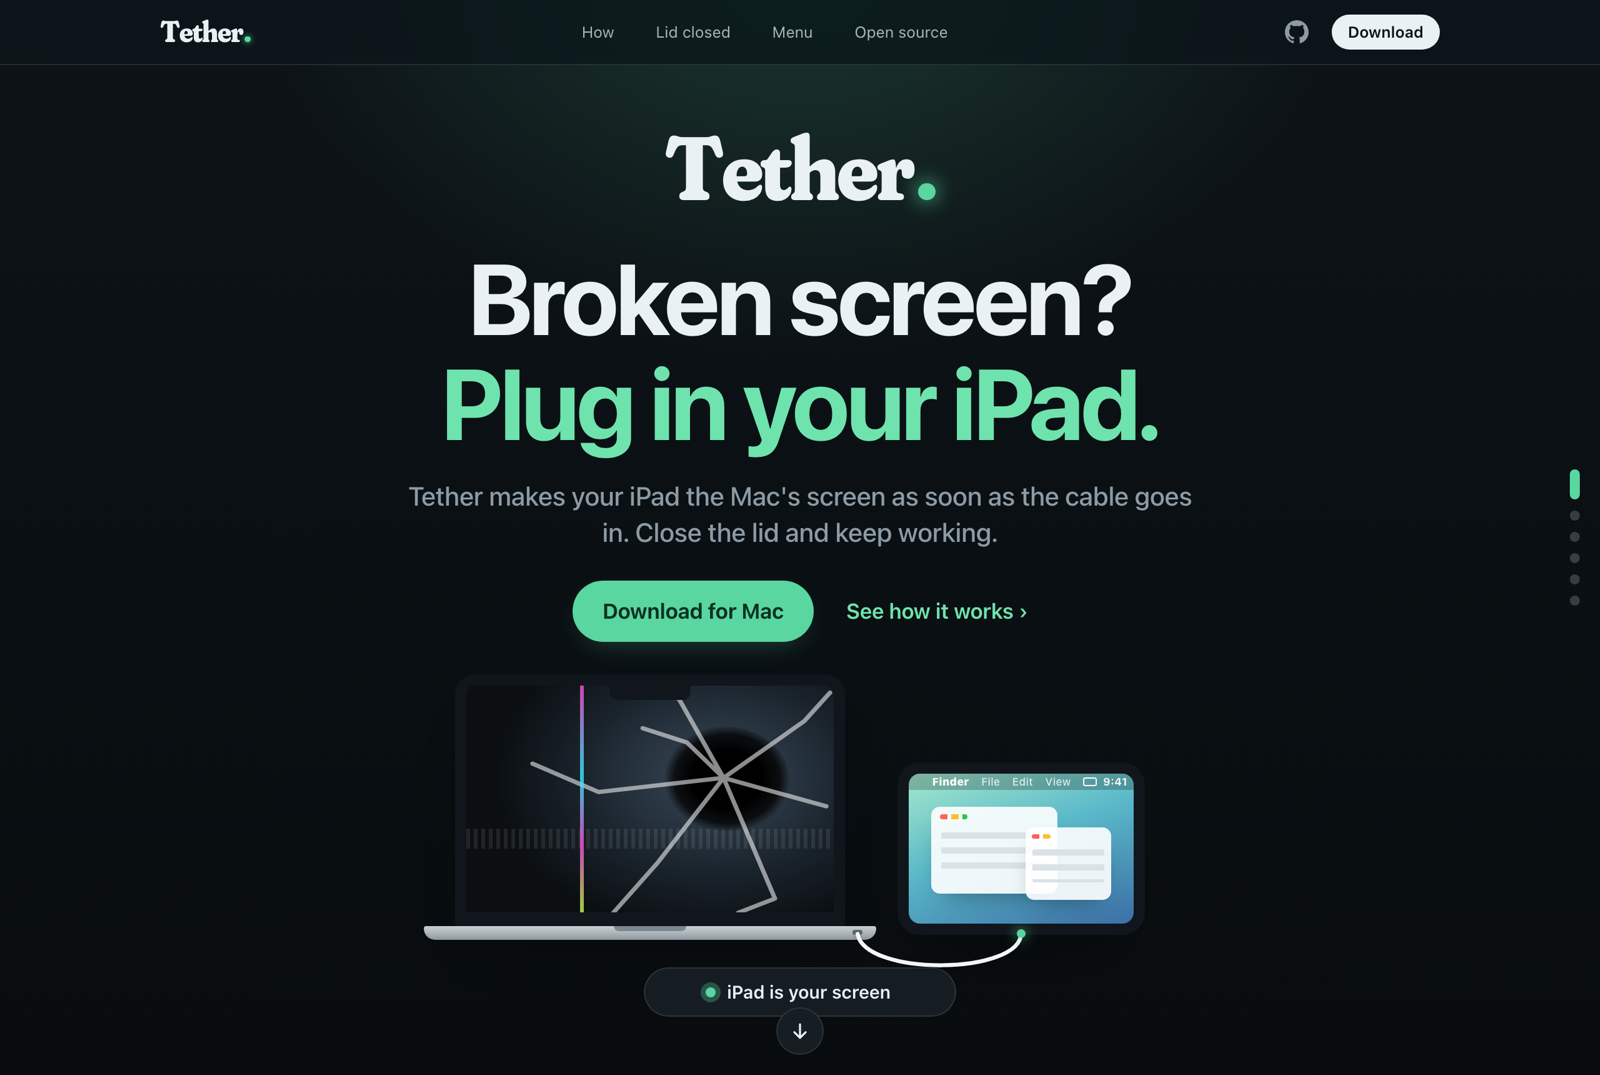 Tether.
How
Lid closed
Menu
Open source
Download
Tether.
Broken screen?
Plug in your iPad.
Tether makes your iPad the Mac's screen as soon as the cable goes
in. Close the lid and keep working.
Download for Mac
See how it works ›
Finder File Edit View 9:41
iPad is your screen